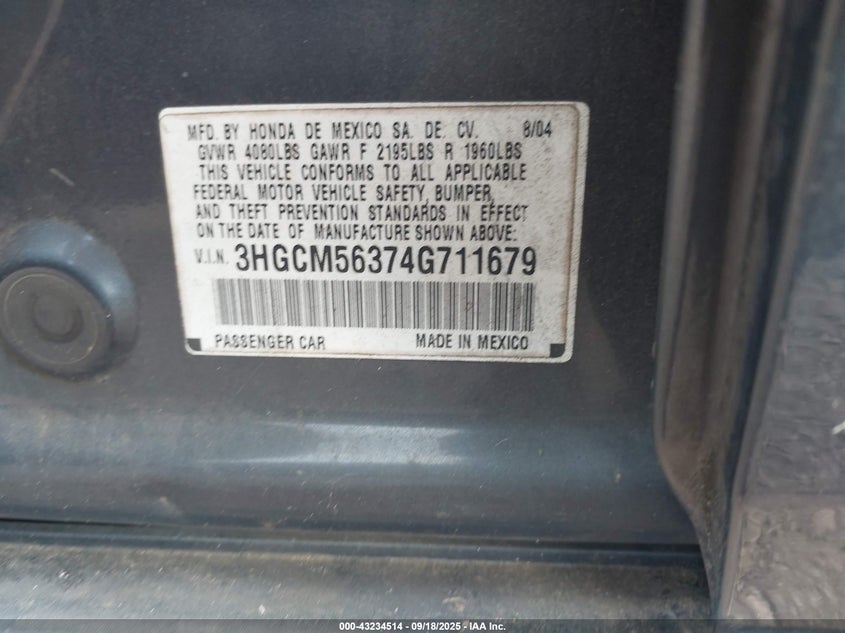 MFD. BY HONDA DE MEXICO SA. DE. CV. 8/04
GVWR 4080LBS GAWR F 2195LBS R 1960LBS
THIS VEHICLE CONFORMS TO ALL APPLICABLE
FEDERAL MOTOR VEHICLE SAFETY, BUMPER,
AND THEFT PREVENTION STANDARDS IN EFFECT
ON THE DATE OF MANUFACTURE SHOWN ABOVE:
V.I.N. 3HGCM56374G711679
PASSENGER CAR MADE IN MEXICO
000-43234514 - 09/18/2025 - IAA Inc.